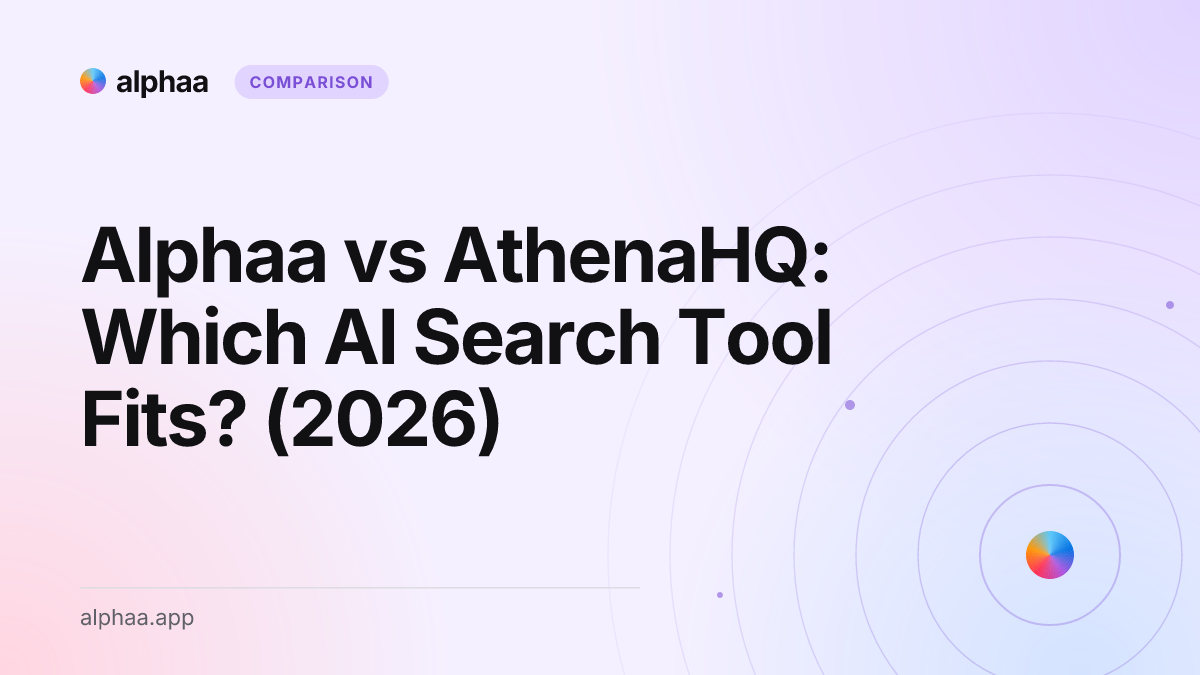 alphaa
COMPARISON
Alphaa vs AthenaHQ:
Which AI Search Tool
Fits? (2026)
alphaa.app